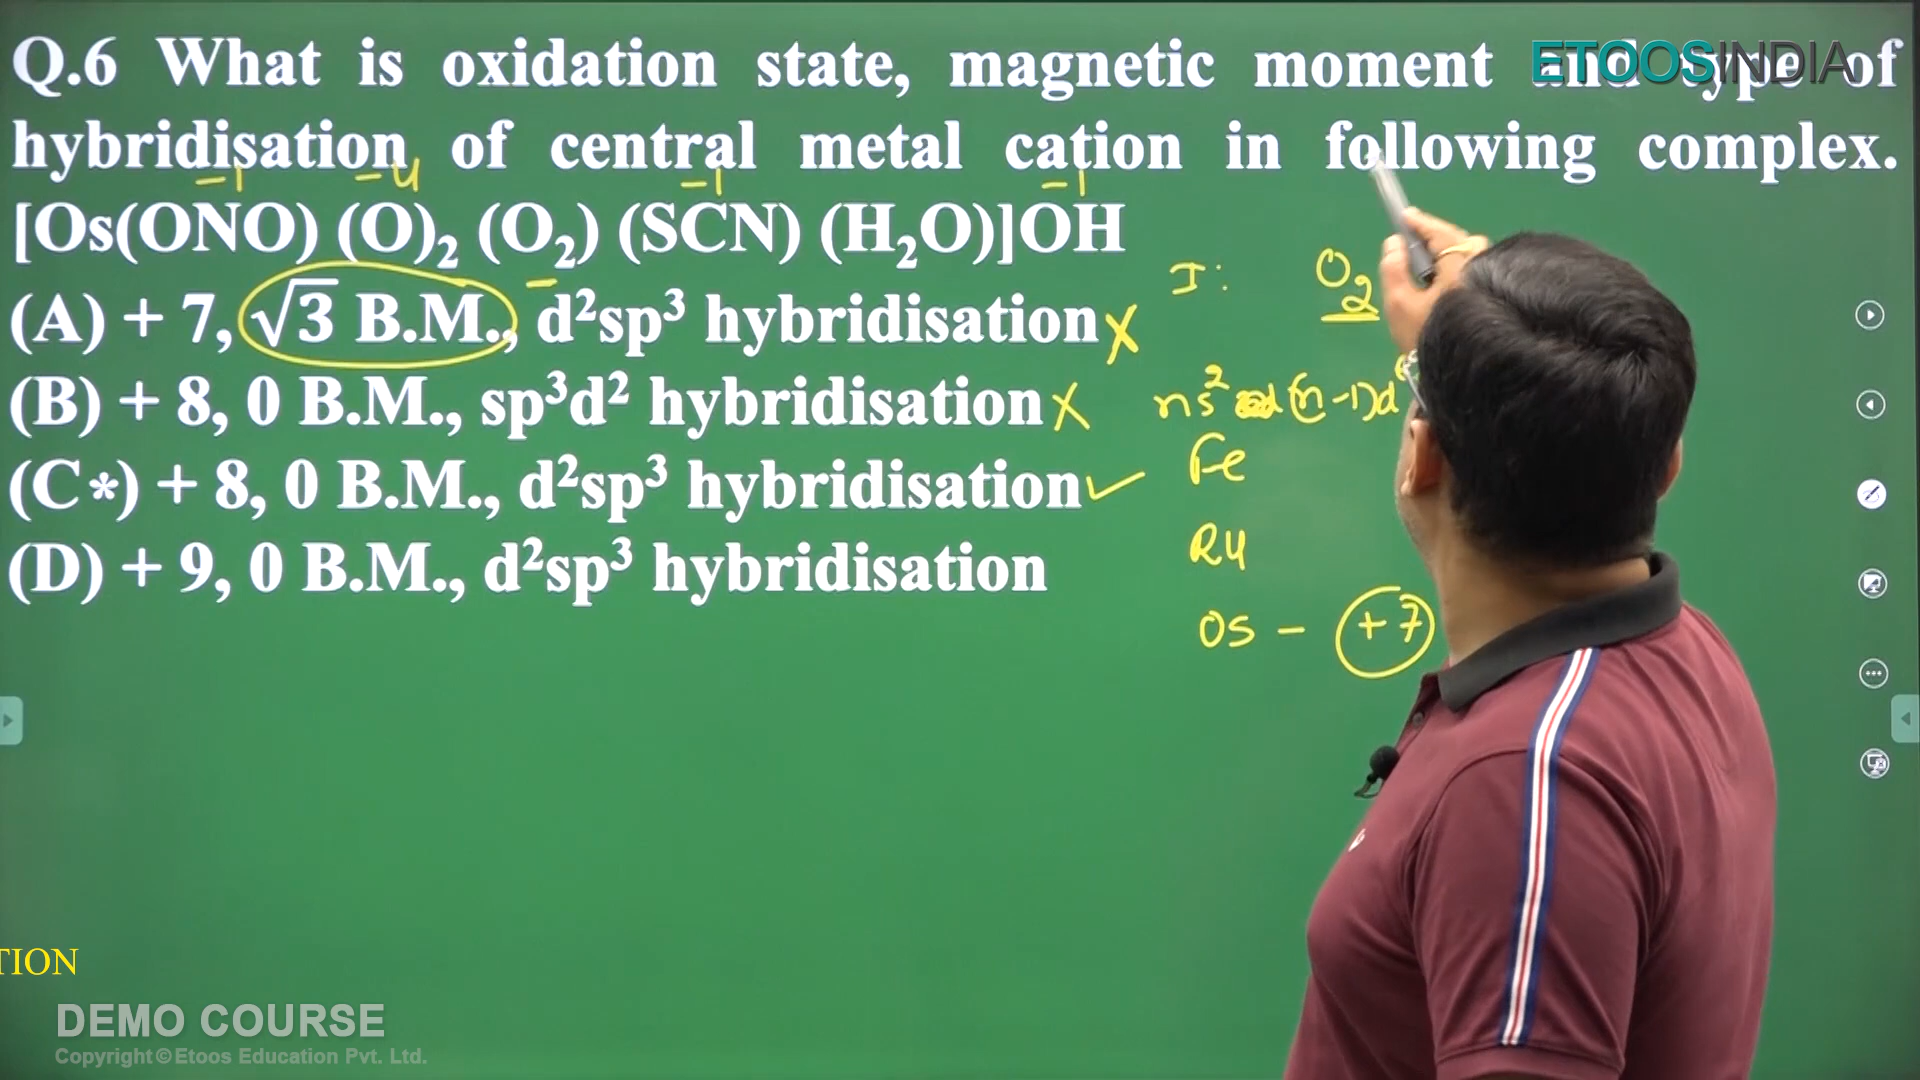 Q.6 What is oxidation state, magnetic moment and type of
ETOOSINDIA
hybridisation of central metal cation in following complex.
-1 -4 -1 -1
[Os(ONO) (O)₂ (O₂) (SCN) (H₂O)]OH
I: O₂
(A) + 7, √3 B.M., d²sp³ hybridisation X
(B) + 8, 0 B.M., sp³d² hybridisation X
ns² (n-1)d
(C*) + 8, 0 B.M., d²sp³ hybridisation ✓
Fe
(D) + 9, 0 B.M., d²sp³ hybridisation
Ru
Os - +7
TION
DEMO COURSE
Copyright © Etoos Education Pvt. Ltd.